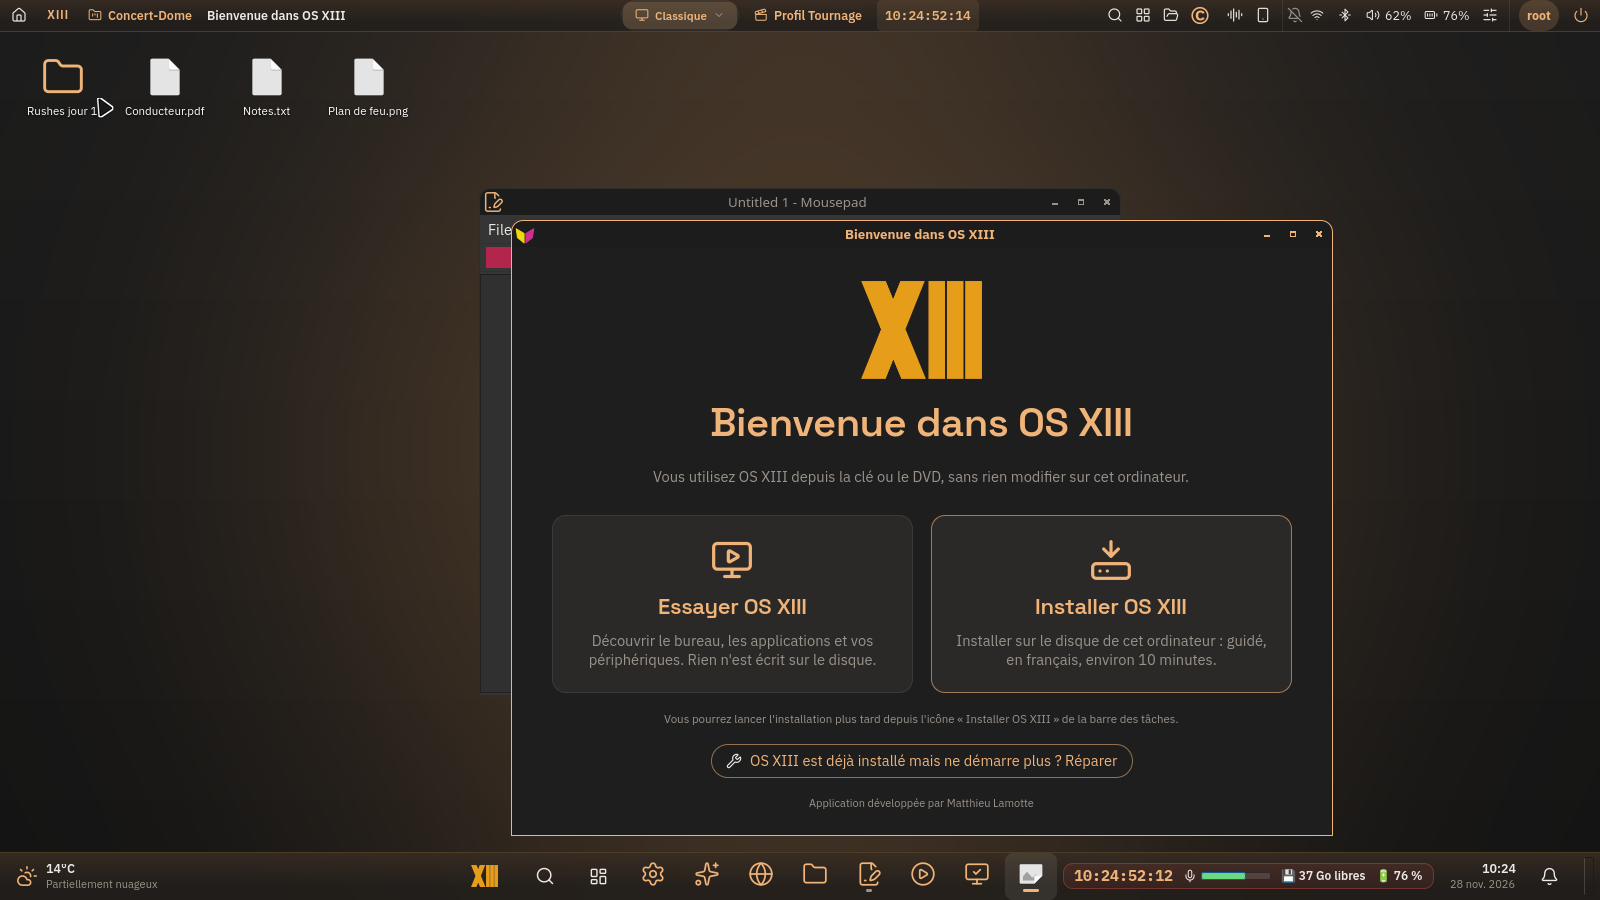 XIII Concert-Dome Bienvenue dans OS XIII Classique Profil Tournage 10:24:52:14 62% 76% root
Rushes jour 1 Conducteur.pdf Notes.txt Plan de feu.png
Untitled 1 - Mousepad
File
Bienvenue dans OS XIII
XIII
Bienvenue dans OS XIII
Vous utilisez OS XIII depuis la clé ou le DVD, sans rien modifier sur cet ordinateur.
Essayer OS XIII
Découvrir le bureau, les applications et vos
périphériques. Rien n'est écrit sur le disque.
Installer OS XIII
Installer sur le disque de cet ordinateur : guidé,
en français, environ 10 minutes.
Vous pourrez lancer l'installation plus tard depuis l'icône « Installer OS XIII » de la barre des tâches.
OS XIII est déjà installé mais ne démarre plus ? Réparer
Application développée par Matthieu Lamotte
14°C
Partiellement nuageux
XIII
10:24:52:12 37 Go libres 76 %
10:24
28 nov. 2026